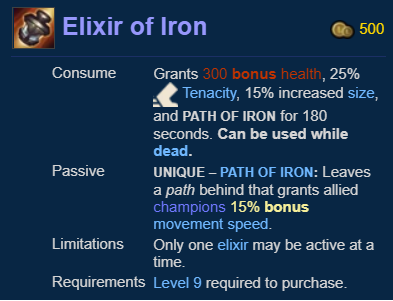 Elixir of Iron 500
Consume Grants 300 bonus health, 25%
Tenacity, 15% increased size,
and PATH OF IRON for 180
seconds. Can be used while
dead.
Passive UNIQUE – PATH OF IRON: Leaves
a path behind that grants allied
champions 15% bonus
movement speed.
Limitations Only one elixir may be active at a
time.
Requirements Level 9 required to purchase.